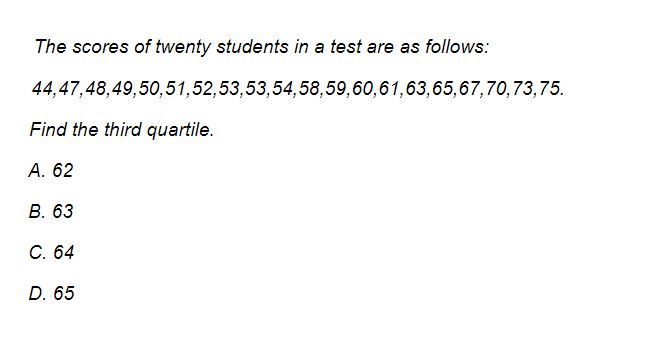 The scores of twenty students in a test are as follows:
44,47,48,49,50,51,52,53,53,54,58,59,60,61,63,65,67,70,73,75.
Find the third quartile.
A. 62
B. 63
C. 64
D. 65